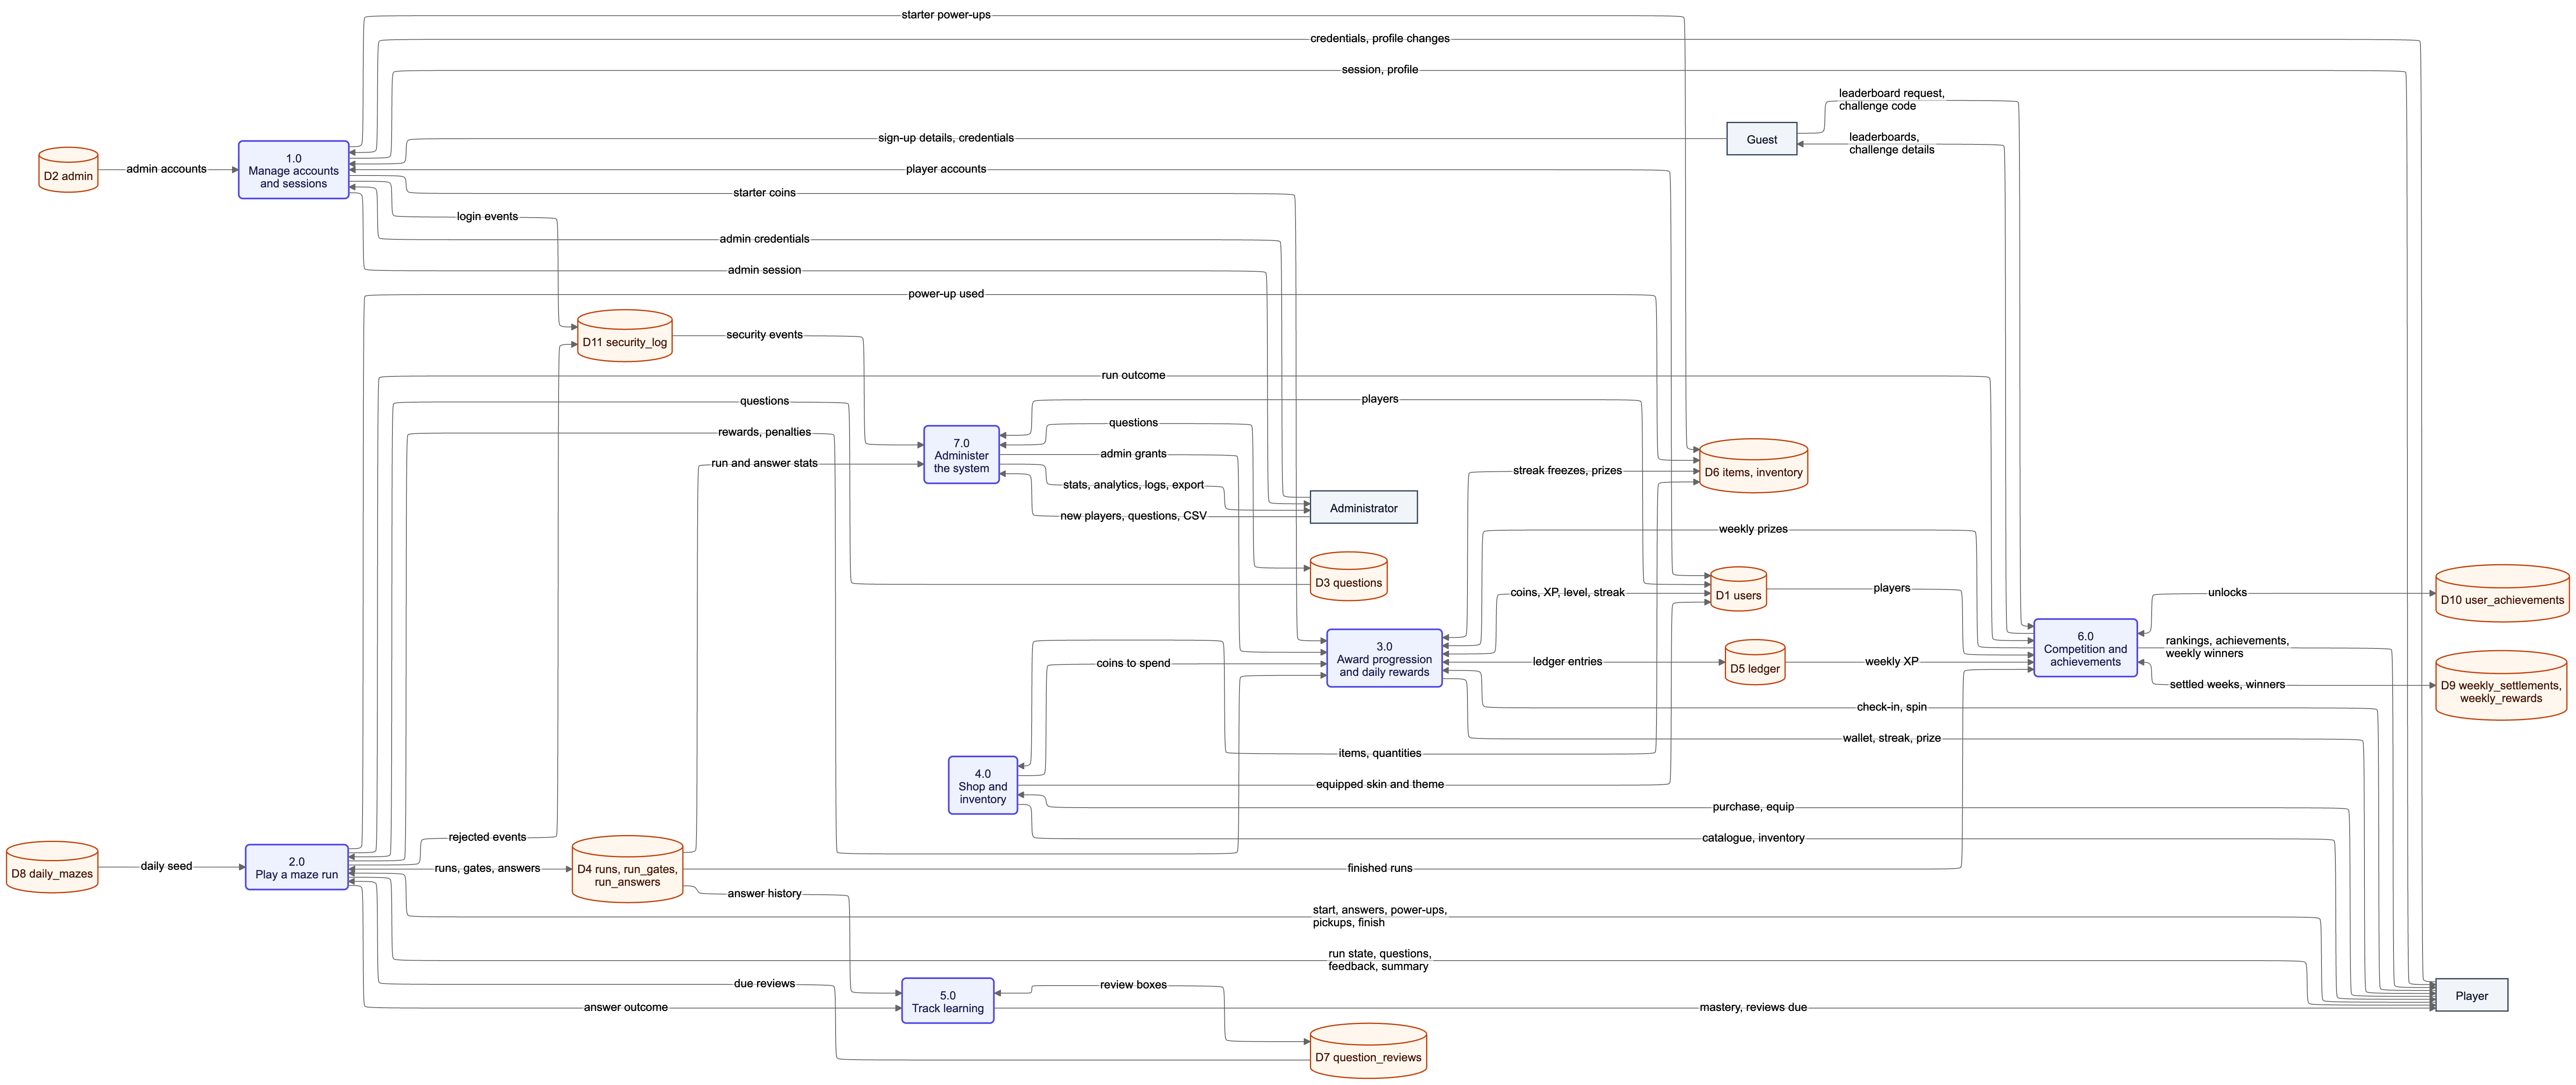 starter power-ups
credentials, profile changes
session, profile
leaderboard request,
challenge code
sign-up details, credentials
Guest
leaderboards,
challenge details
D2 admin
admin accounts
1.0
Manage accounts
and sessions
player accounts
starter coins
login events
admin credentials
admin session
power-up used
D11 security_log
security events
run outcome
questions
players
rewards, penalties
questions
7.0
Administer
the system
admin grants
run and answer stats
stats, analytics, logs, export
new players, questions, CSV
Administrator
streak freezes, prizes
D6 items, inventory
weekly prizes
D3 questions
coins, XP, level, streak
D1 users
players
unlocks
D10 user_achievements
3.0
Award progression
and daily rewards
coins to spend
ledger entries
D5 ledger
weekly XP
6.0
Competition and
achievements
rankings, achievements,
weekly winners
settled weeks, winners
D9 weekly_settlements,
weekly_rewards
check-in, spin
wallet, streak, prize
items, quantities
4.0
Shop and
inventory
equipped skin and theme
purchase, equip
catalogue, inventory
rejected events
D8 daily_mazes
daily seed
2.0
Play a maze run
runs, gates, answers
D4 runs, run_gates,
run_answers
finished runs
answer history
start, answers, power-ups,
pickups, finish
run state, questions,
feedback, summary
due reviews
5.0
Track learning
review boxes
answer outcome
mastery, reviews due
Player
D7 question_reviews